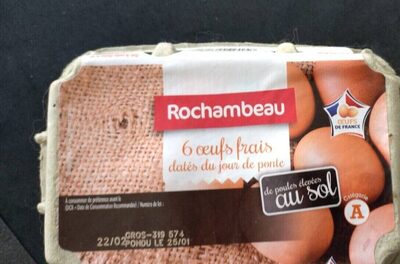 Rochambeau
ŒUFS
DE FRANCE
6 œufs frais
datés du jour de ponte
de poules élevées
au sol
Catégorie
A
À consommer de préférence avant le
(DCR - Date de Consommation Recommandée) / Numéro de lot :
GROS-319 574
22/02 PONDU LE 25/01